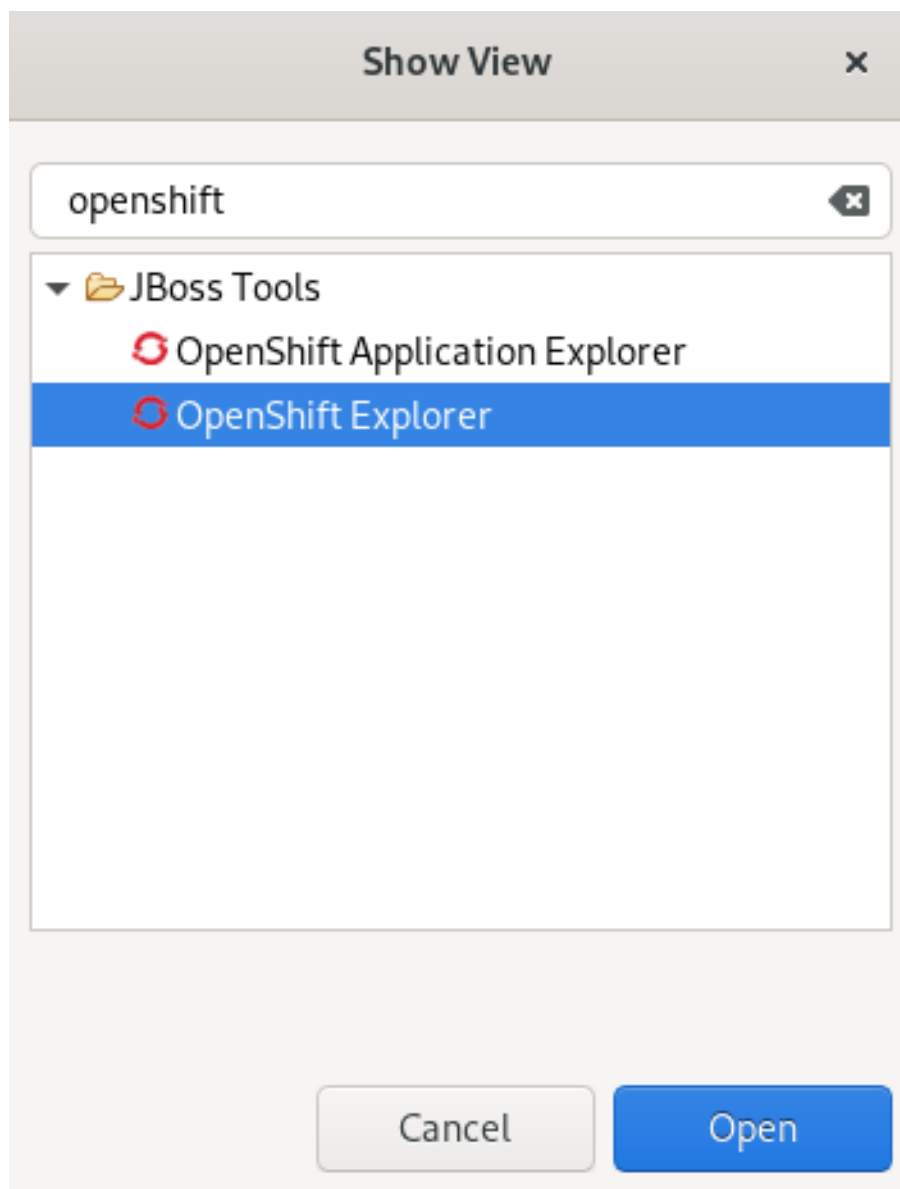 Show View
openshift
JBoss Tools
OpenShift Application Explorer
OpenShift Explorer
Cancel Open